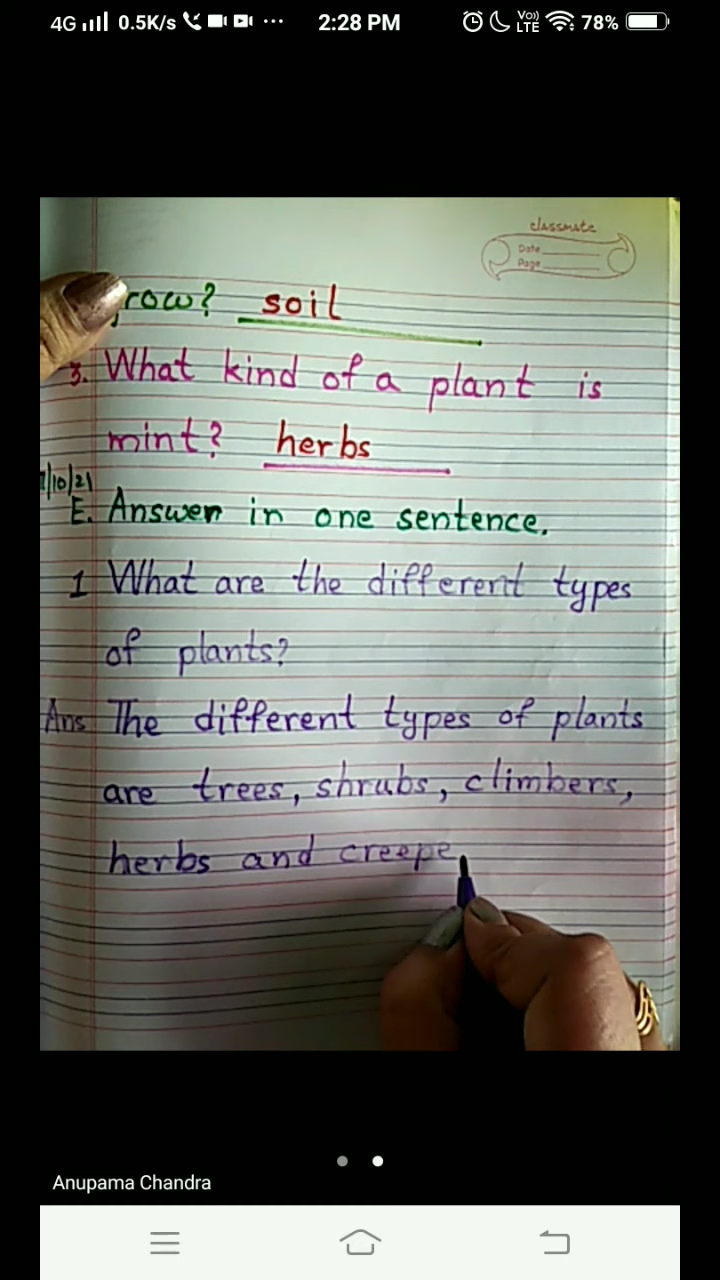 4G 0.5K/s ... 2:28 PM Vo)) LTE 78%
classmate
Date
Page
row? soil
3. What kind of a plant is
mint? herbs
/10/21
E. Answer in one sentence.
1 What are the different types
of plants?
Ans The different types of plants
are trees, shrubs, climbers,
herbs and creepe
Anupama Chandra